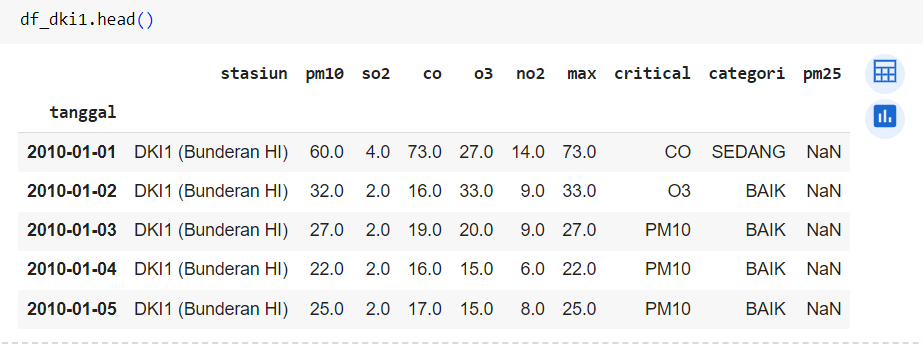 df_dki1.head()
stasiun pm10 so2 co o3 no2 max critical categori pm25
tanggal
2010-01-01 DKI1 (Bunderan HI) 60.0 4.0 73.0 27.0 14.0 73.0 CO SEDANG NaN
2010-01-02 DKI1 (Bunderan HI) 32.0 2.0 16.0 33.0 9.0 33.0 O3 BAIK NaN
2010-01-03 DKI1 (Bunderan HI) 27.0 2.0 19.0 20.0 9.0 27.0 PM10 BAIK NaN
2010-01-04 DKI1 (Bunderan HI) 22.0 2.0 16.0 15.0 6.0 22.0 PM10 BAIK NaN
2010-01-05 DKI1 (Bunderan HI) 25.0 2.0 17.0 15.0 8.0 25.0 PM10 BAIK NaN